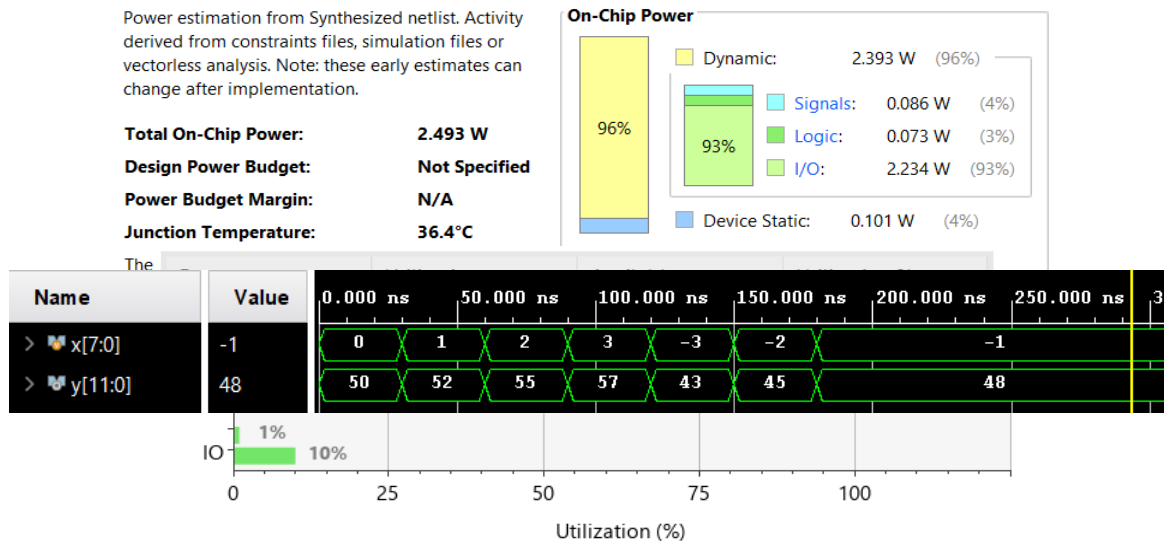 Power estimation from Synthesized netlist. Activity
derived from constraints files, simulation files or
vectorless analysis. Note: these early estimates can
change after implementation.
Total On-Chip Power: 2.493 W
Design Power Budget: Not Specified
Power Budget Margin: N/A
Junction Temperature: 36.4°C
The
On-Chip Power
96%
Dynamic: 2.393 W (96%)
93%
Signals: 0.086 W (4%)
Logic: 0.073 W (3%)
I/O: 2.234 W (93%)
Device Static: 0.101 W (4%)
Name Value 0.000 ns 50.000 ns 100.000 ns 150.000 ns 200.000 ns 250.000 ns 3
x[7:0] -1 0 1 2 3 -3 -2 -1
y[11:0] 48 50 52 55 57 43 45 48
1%
IO 10%
0 25 50 75 100
Utilization (%)